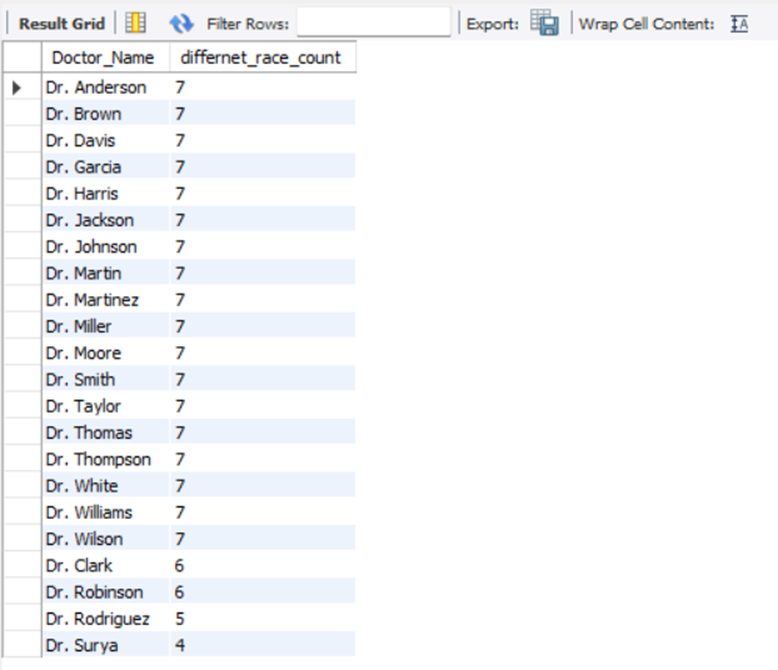 Result Grid Filter Rows: Export: Wrap Cell Content: IA
Doctor_Name differnet_race_count
Dr. Anderson 7
Dr. Brown 7
Dr. Davis 7
Dr. Garcia 7
Dr. Harris 7
Dr. Jackson 7
Dr. Johnson 7
Dr. Martin 7
Dr. Martinez 7
Dr. Miller 7
Dr. Moore 7
Dr. Smith 7
Dr. Taylor 7
Dr. Thomas 7
Dr. Thompson 7
Dr. White 7
Dr. Williams 7
Dr. Wilson 7
Dr. Clark 6
Dr. Robinson 6
Dr. Rodriguez 5
Dr. Surya 4